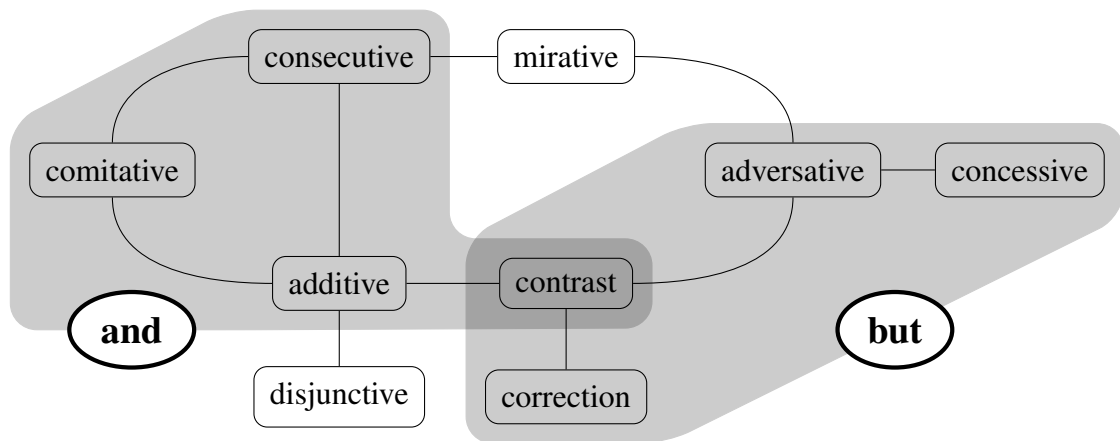 consecutive mirative
comitative adversative concessive
additive contrast
and but
disjunctive correction